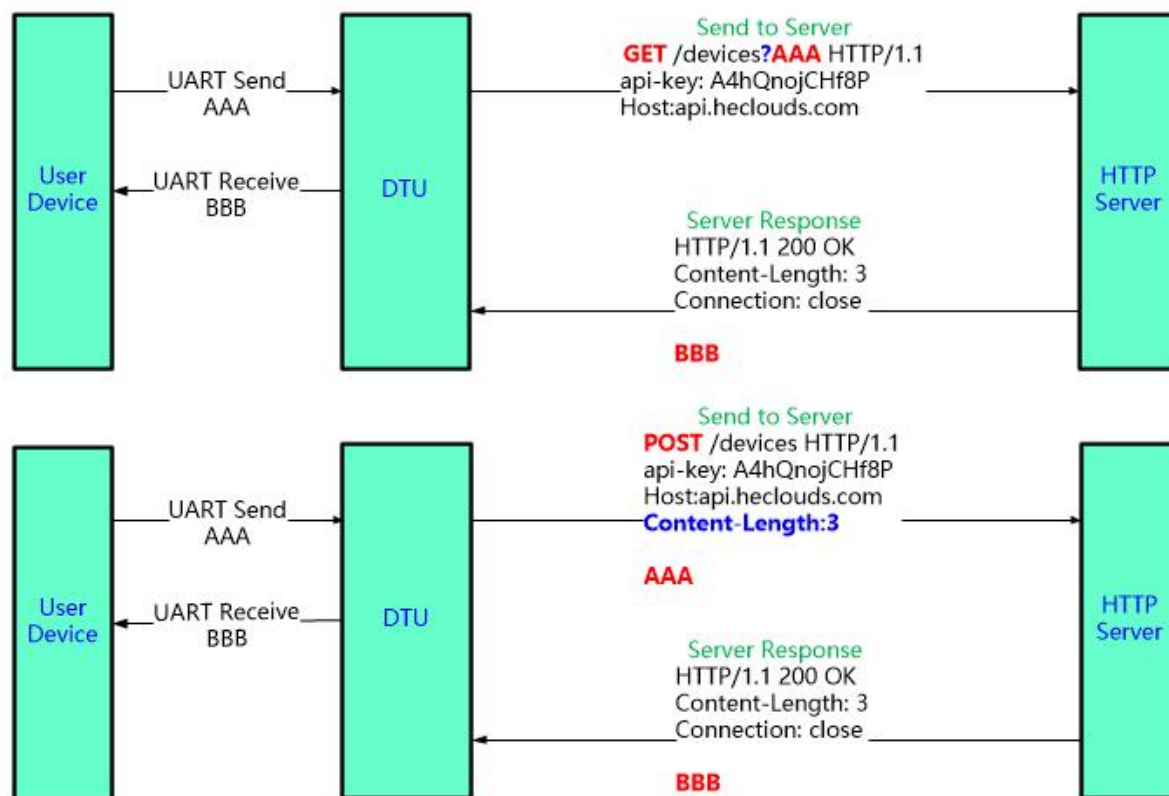 Send to Server
GET /devices?AAA HTTP/1.1
api-key: A4hQnojCHf8P
Host:api.heclouds.com
UART Send
AAA
User
Device
UART Receive
BBB
DTU
HTTP
Server
Server Response
HTTP/1.1 200 OK
Content-Length: 3
Connection: close
BBB
Send to Server
POST /devices HTTP/1.1
api-key: A4hQnojCHf8P
Host:api.heclouds.com
Content-Length:3
AAA
UART Send
AAA
User
Device
UART Receive
BBB
DTU
HTTP
Server
Server Response
HTTP/1.1 200 OK
Content-Length: 3
Connection: close
BBB